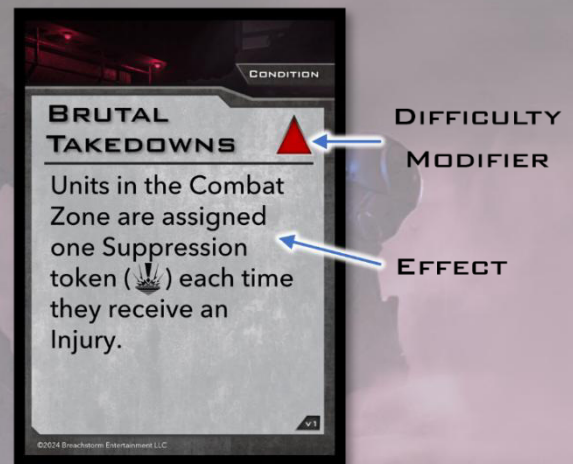 CONDITION
BRUTAL
TAKEDOWNS
Units in the Combat
Zone are assigned
one Suppression
token ( ) each time
they receive an
Injury.
V1
©2024 Breachstorm Entertainment LLC
DIFFICULTY
MODIFIER
EFFECT